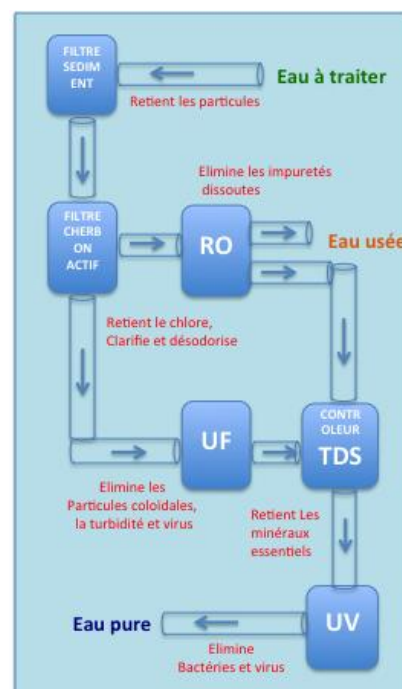 FILTRE
SEDIM
ENT
Eau à traiter
Retient les particules
Elimine les impuretés
dissoutes
FILTRE
CHERB
ON
ACTIF
RO
Eau usée
Retient le chlore,
Clarifie et désodorise
UF
CONTR
OLEUR
TDS
Elimine les
Particules coloïdales,
la turbidité et virus
Retient Les
minéraux
essentiels
Eau pure
UV
Elimine
Bactéries et virus